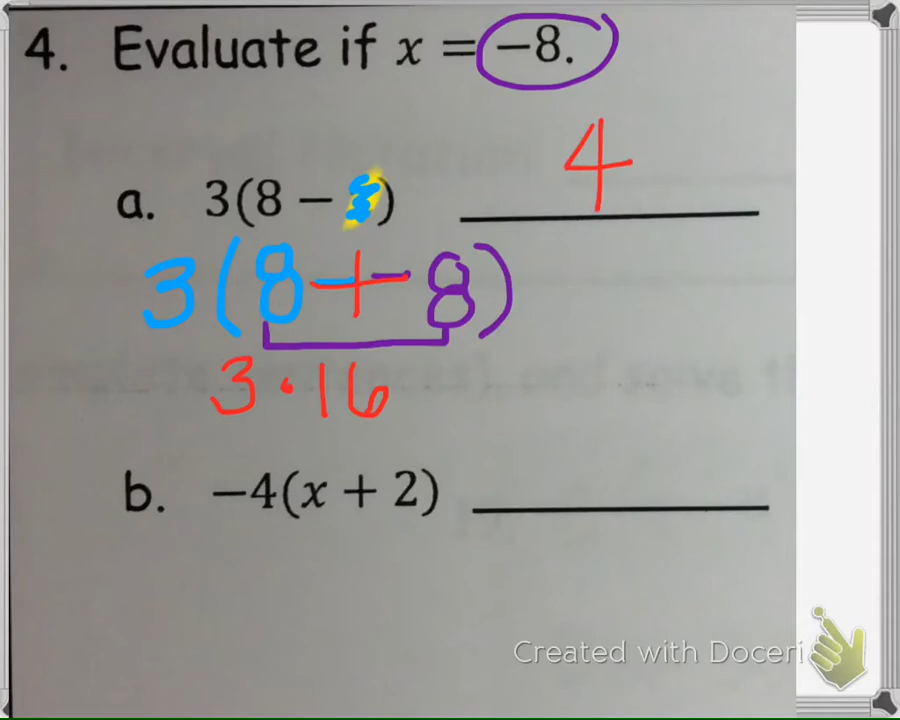 4. Evaluate if x = −8.
4
a. 3(8 − )
3(8 + 8)
3 · 16
b. −4(x + 2)
Created with Doceri